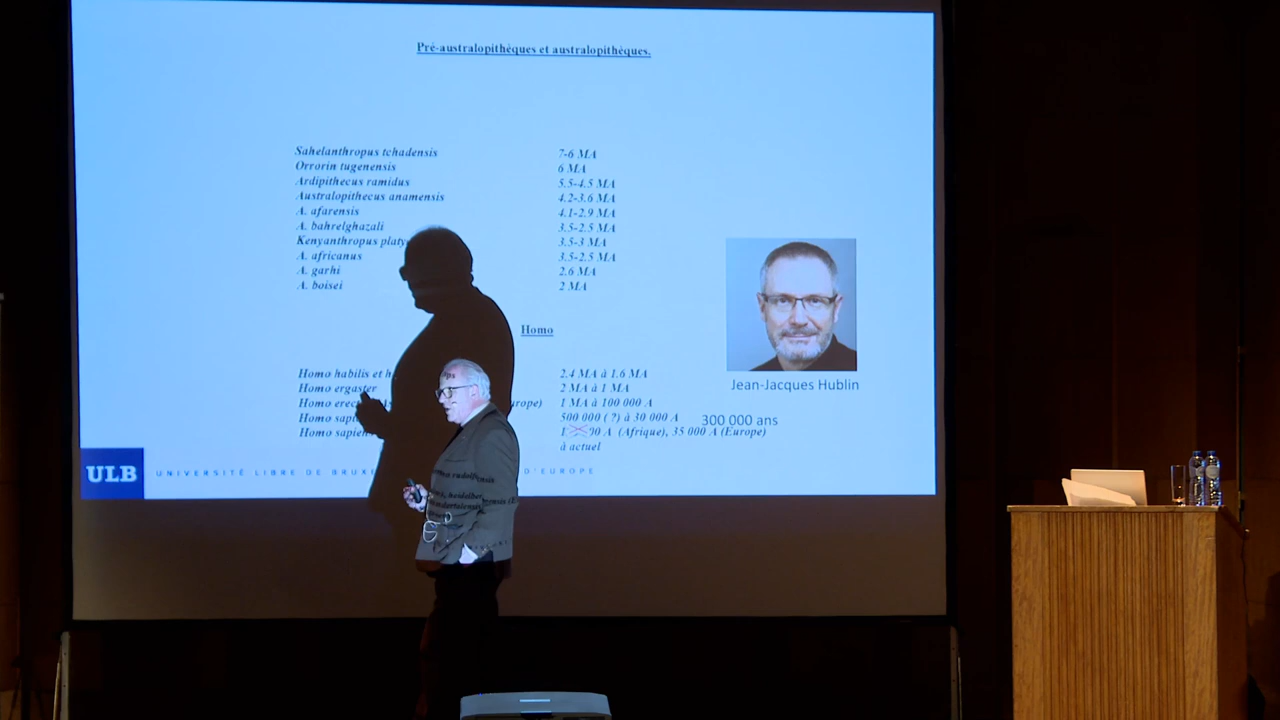 Pré-australopithéques et australopithéques.
Sahelanthropus tchadensis 7-6 MA
Orrorin tugenensis 6 MA
Ardipithecus ramidus 5.5-4.5 MA
Australopithecus anamensis 4.2-3.6 MA
A. afarensis 4.1-2.9 MA
A. bahrelghazali 3.5-2.5 MA
Kenyanthropus platy 3.5-3 MA
A. africanus 3.5-2.5 MA
A. garhi 2.6 MA
A. boisei 2 MA
Homo
Jean-Jacques Hublin
Homo habilis et h 2.4 MA à 1.6 MA
Homo ergaster 2 MA à 1 MA
Homo erec urope) 1 MA à 100 000 A
Homo sapi 500 000 (?) à 30 000 A
300 000 ans
Homo sapiens 00 A (Afrique), 35 000 A (Europe)
à actuel
ULB UNIVERSITÉ LIBRE DE BRUXE D'EUROPE